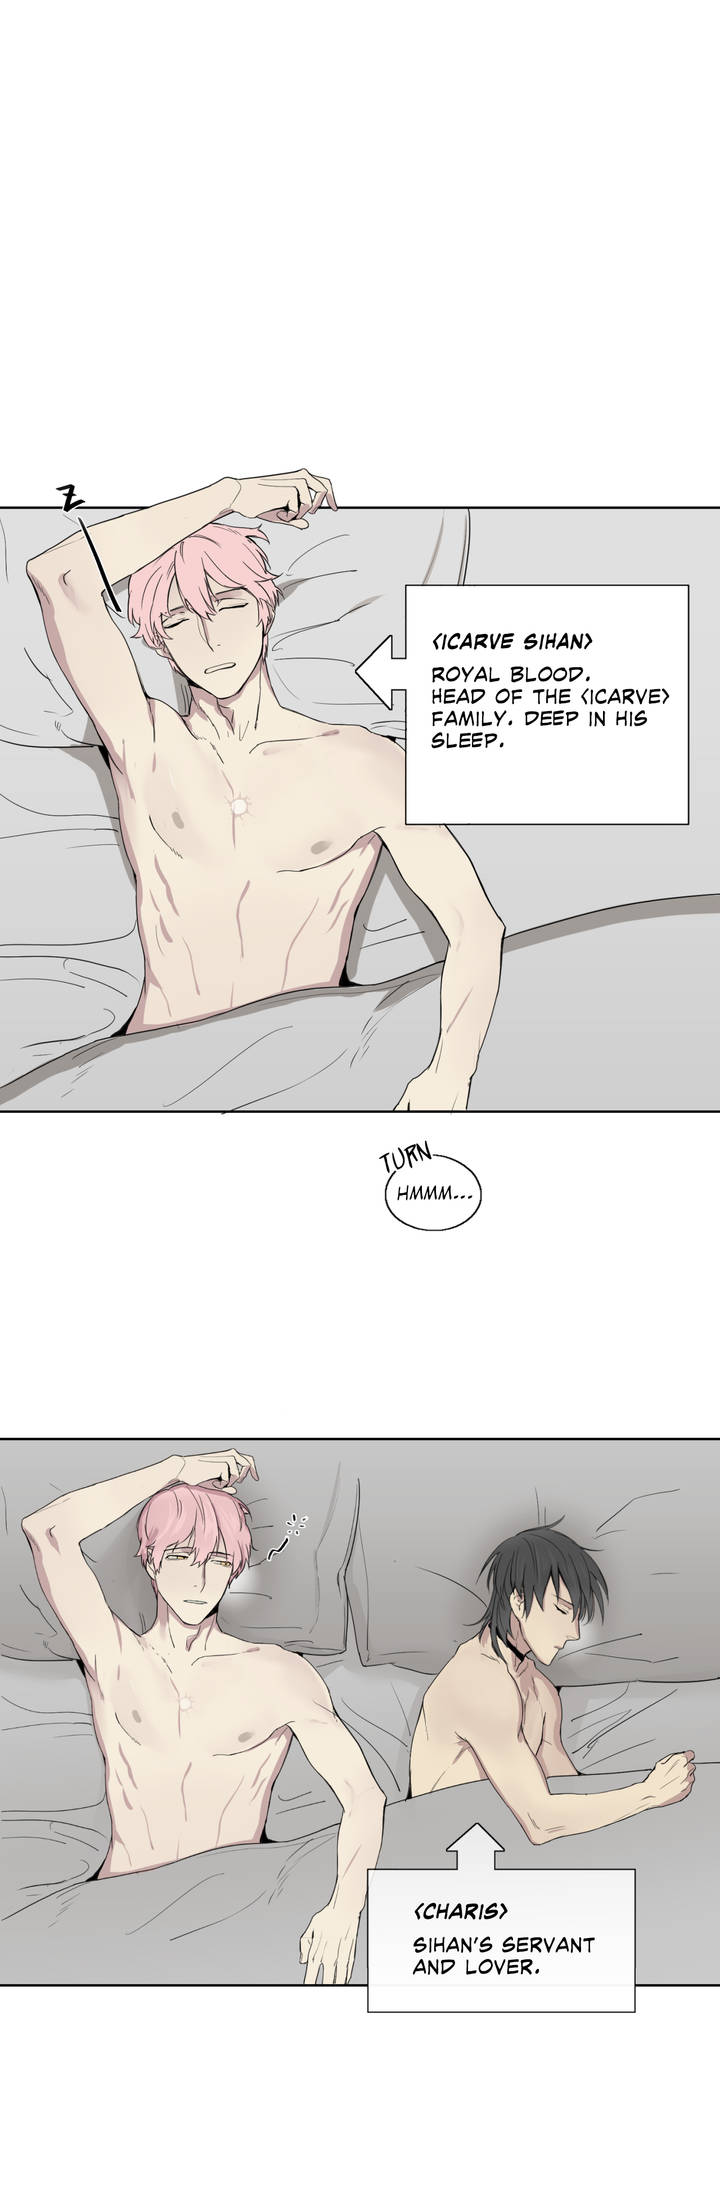 Z
<ICARVE SIHAN>
ROYAL BLOOD.
HEAD OF THE <ICARVE>
FAMILY. DEEP IN HIS
SLEEP.
TURN
HMMM...
<CHARIS>
SIHAN'S SERVANT
AND LOVER.